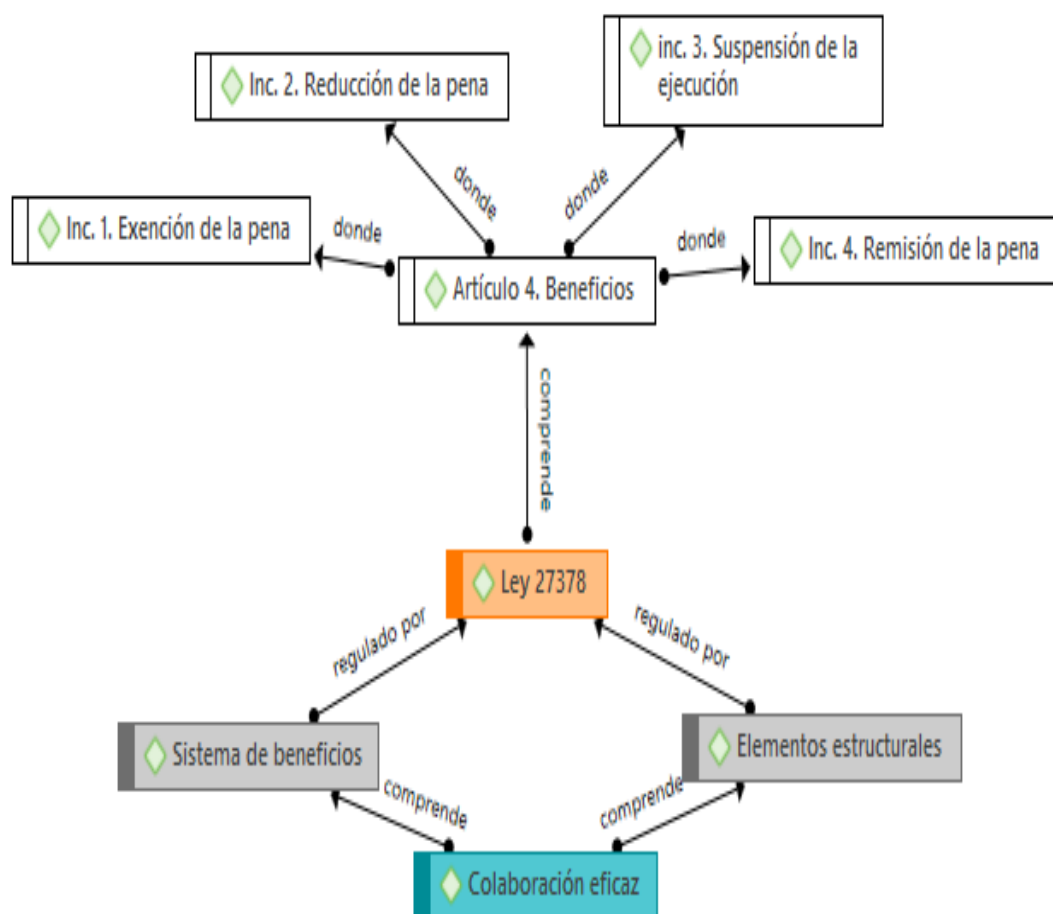 inc. 3. Suspensión de la
ejecución
Inc. 2. Reducción de la pena
donde
donde
Inc. 1. Exención de la pena
donde
donde
Inc. 4. Remisión de la pena
Artículo 4. Beneficios
comprende
Ley 27378
regulado por
regulado por
Sistema de beneficios
Elementos estructurales
comprende
comprende
Colaboración eficaz